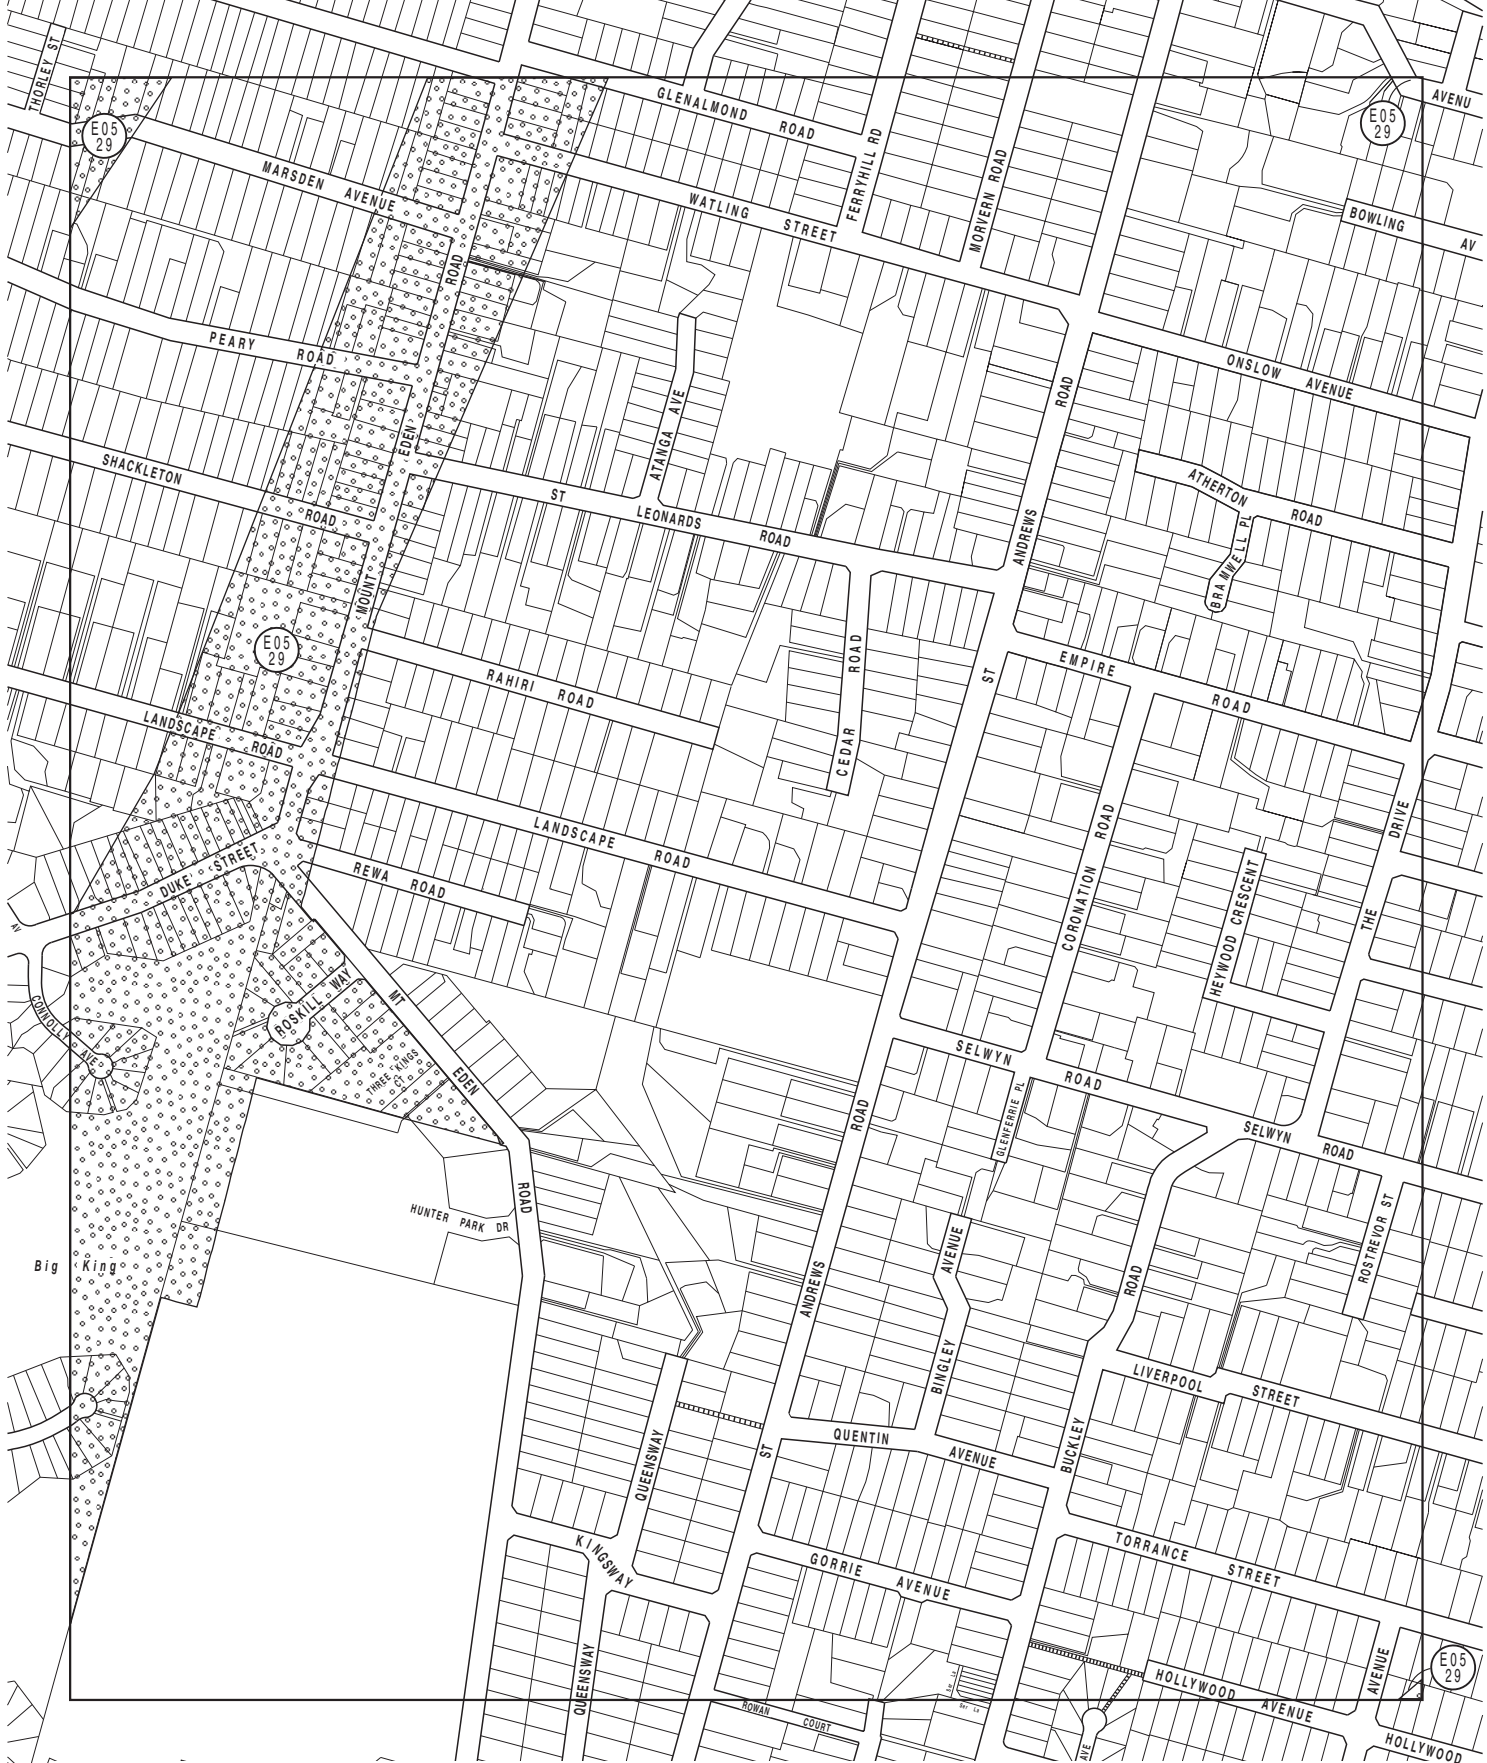 THORLEY ST
E05
29
MARSDEN AVENUE
GLENALMOND ROAD
FERRYHILL RD
MORVERN ROAD
E05
29
AVENU
WATLING STREET
BOWLING AV
PEARY ROAD
EDEN ROAD
ATANGA AVE
ONSLOW AVENUE
SHACKLETON ROAD
ST LEONARDS ROAD
ST ANDREWS ROAD
ATHERTON ROAD
BRAMWELL PL
MOUNT
E05
29
RAHIRI ROAD
CEDAR ROAD
EMPIRE ROAD
LANDSCAPE ROAD
LANDSCAPE ROAD
DUKE STREET
REWA ROAD
CORONATION ROAD
HEYWOOD CRESCENT
THE DRIVE
AV
CONNOLLY AVE
ROSKILL WAY
MT EDEN ROAD
THREE KINGS
CT
SELWYN ROAD
GLENFERRIE PL
SELWYN ROAD
HUNTER PARK DR
Big King
ST ANDREWS ROAD
BINGLEY AVENUE
BUCKLEY ROAD
ROSTREVOR ST
LIVERPOOL STREET
QUEENSWAY
QUENTIN AVENUE
KINGSWAY
GORRIE AVENUE
TORRANCE STREET
QUEENSWAY
ROWAN COURT
HOLLYWOOD AVENUE
AVENUE
E05
29
AVE
HOLLYWOOD